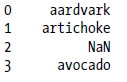 0 aardvark
1 artichoke
2 NaN
3 avocado